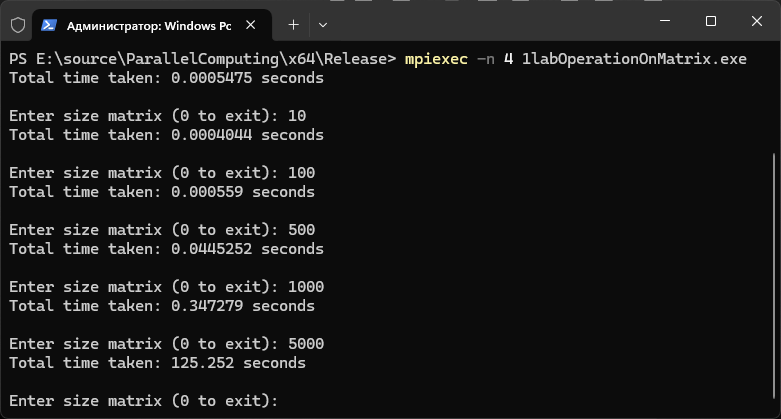 Администратор: Windows Pc
PS E:\source\ParallelComputing\x64\Release> mpiexec -n 4 1labOperationOnMatrix.exe
Total time taken: 0.0005475 seconds
Enter size matrix (0 to exit): 10
Total time taken: 0.0004044 seconds
Enter size matrix (0 to exit): 100
Total time taken: 0.000559 seconds
Enter size matrix (0 to exit): 500
Total time taken: 0.0445252 seconds
Enter size matrix (0 to exit): 1000
Total time taken: 0.347279 seconds
Enter size matrix (0 to exit): 5000
Total time taken: 125.252 seconds
Enter size matrix (0 to exit):